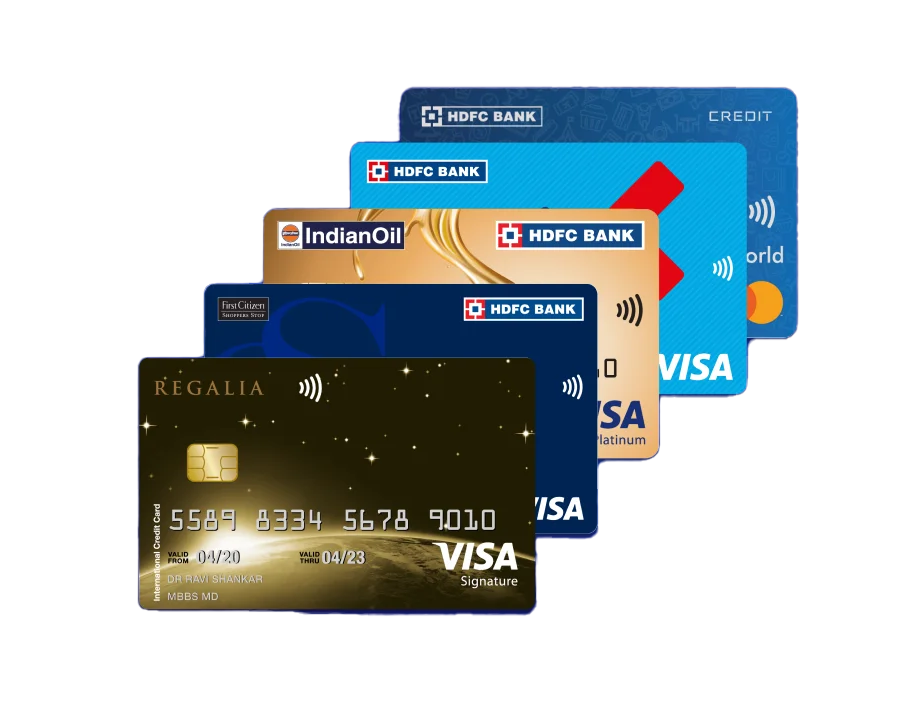 HDFC BANK
CREDIT
HDFC BANK
orld
IndianOil
IndianOil
HDFC BANK
VISA
First Citizen
SHOPPERS STOP
HDFC BANK
ISA
Platinum
VISA
REGALIA
International Credit Card
5589 8334 5678 9010
VALID FROM 04/20 VALID THRU 04/23
VISA
Signature
DR RAVI SHANKAR
MBBS MD